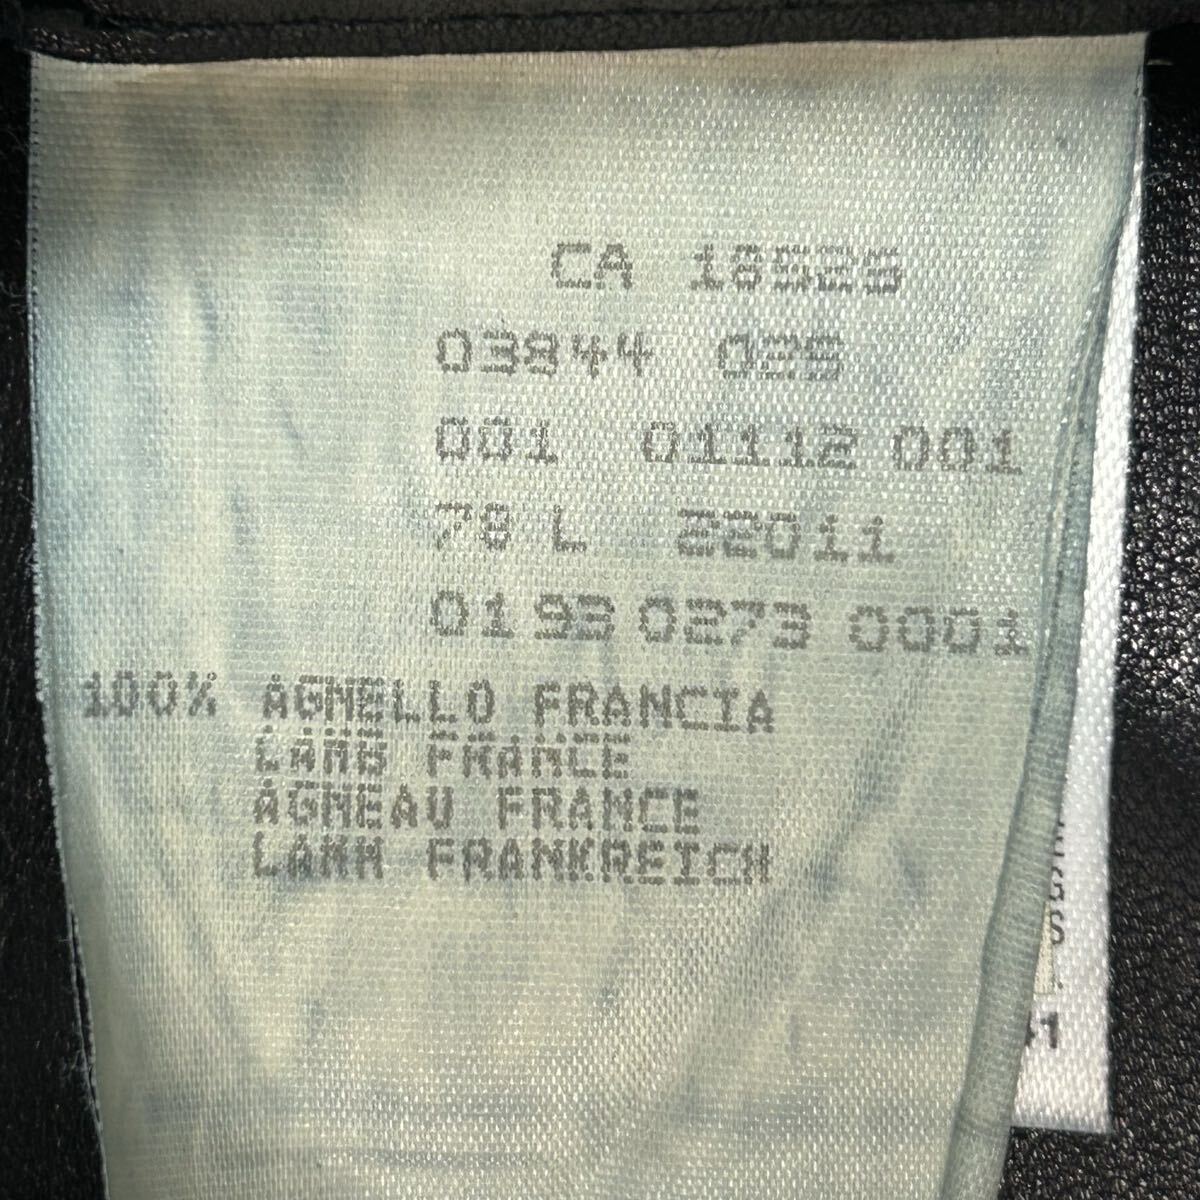 CA 16525
03844 025
001 01112 001
78 L 22011
0193 0273 0001
100% AGNELLO FRANCIA
LAMB FRANCE
AGNEAU FRANCE
LAMM FRANKREICH
G
S